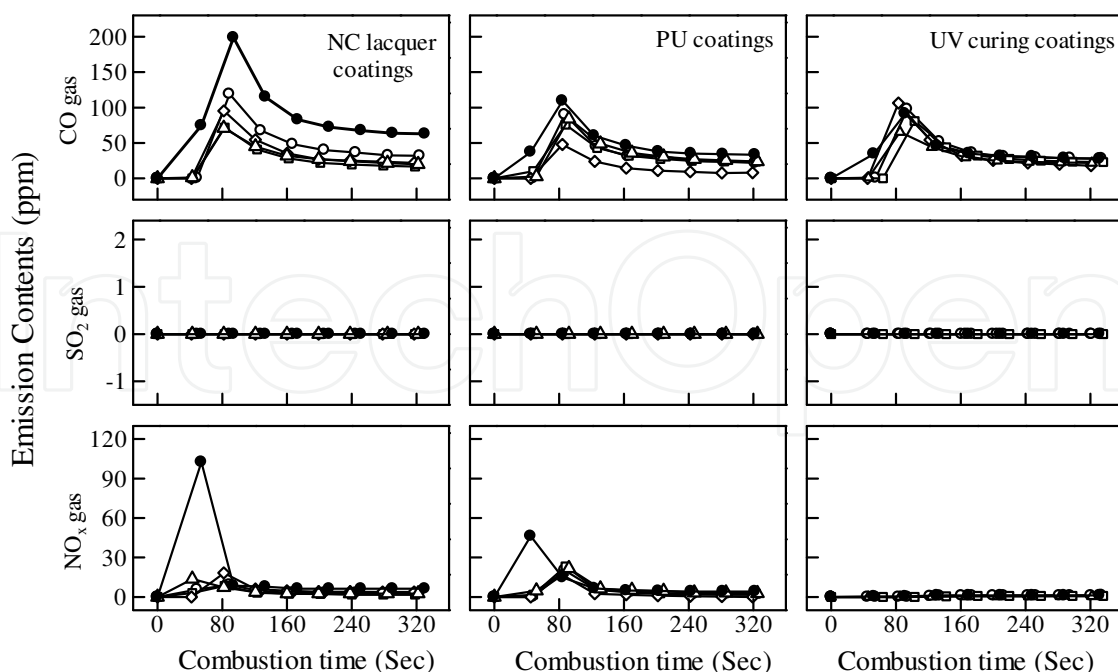 NC lacquer
coatings
PU coatings
UV curing coatings
200
150
100
50
0
CO gas
2
1
0
-1
SO₂ gas
Emission Contents (ppm)
120
90
60
30
0
NOₓ gas
0 80 160 240 320
0 80 160 240 320
0 80 160 240 320
Combustion time (Sec)
Combustion time (Sec)
Combustion time (Sec)
IntechOpen